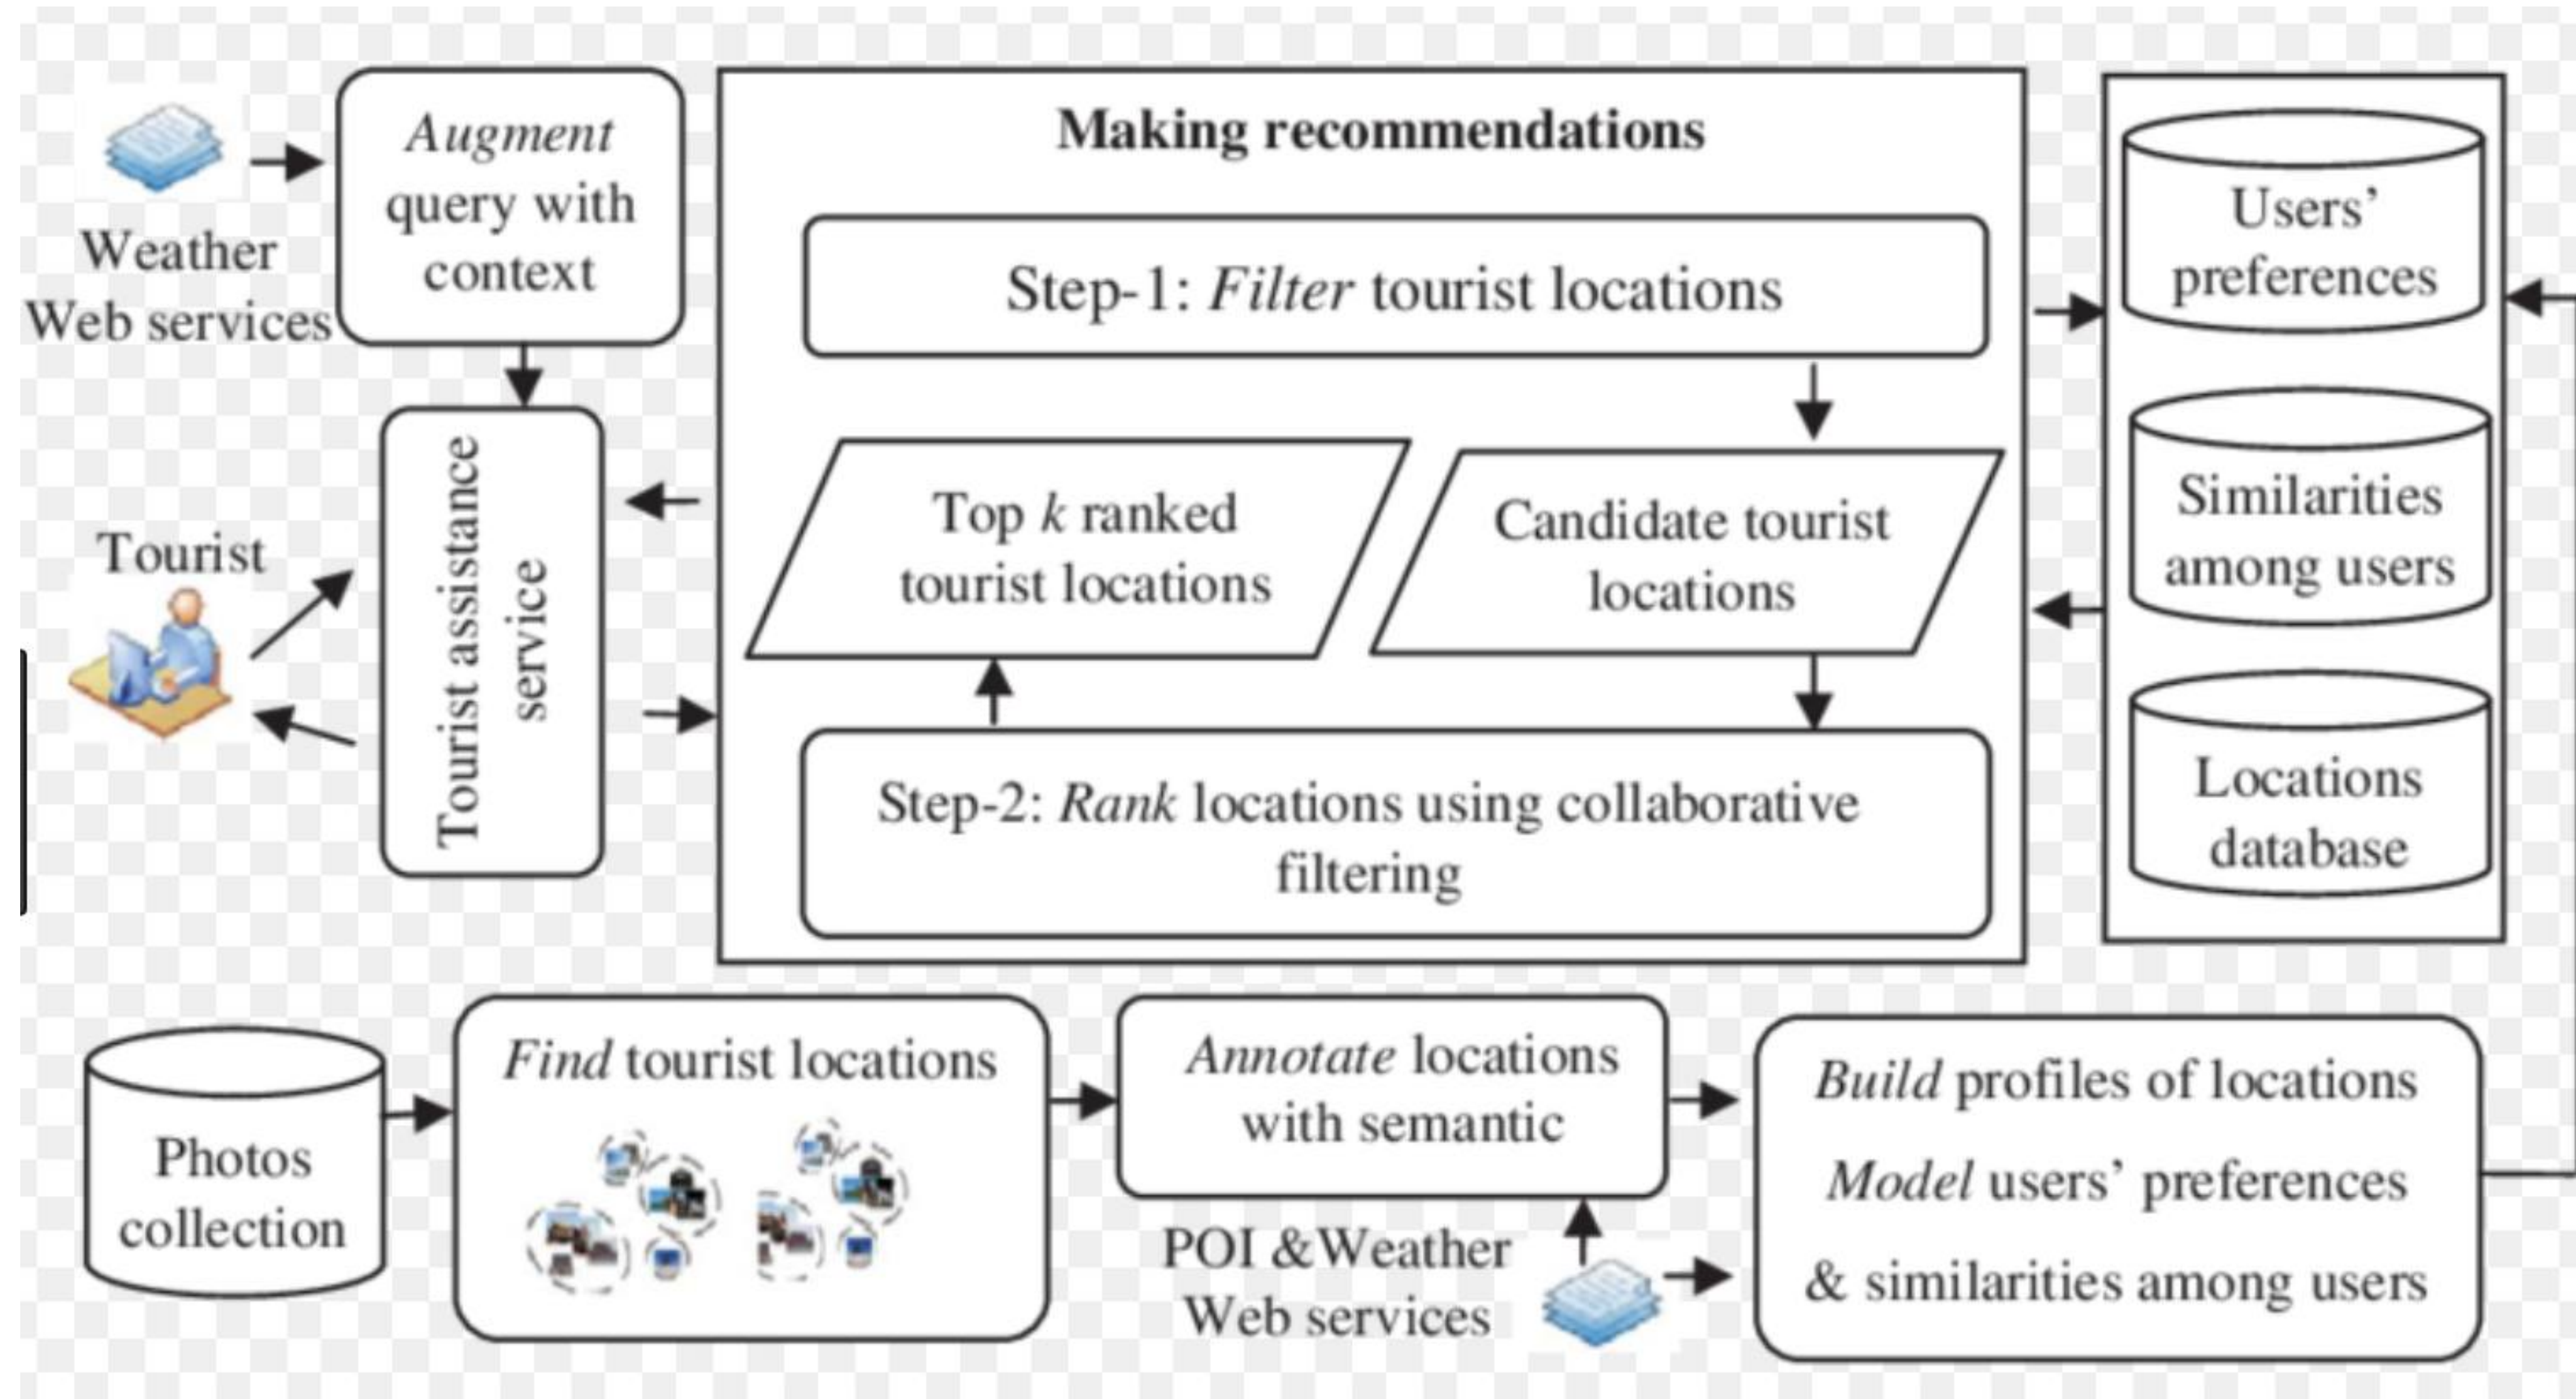 Augment
query with
context
Weather
Web services
Tourist
Tourist assistance
service
Making recommendations
Step-1: Filter tourist locations
Top k ranked
tourist locations
Candidate tourist
locations
Step-2: Rank locations using collaborative
filtering
Users’
preferences
Similarities
among users
Locations
database
Photos
collection
Find tourist locations
Annotate locations
with semantic
POI &Weather
Web services
Build profiles of locations
Model users’ preferences
& similarities among users